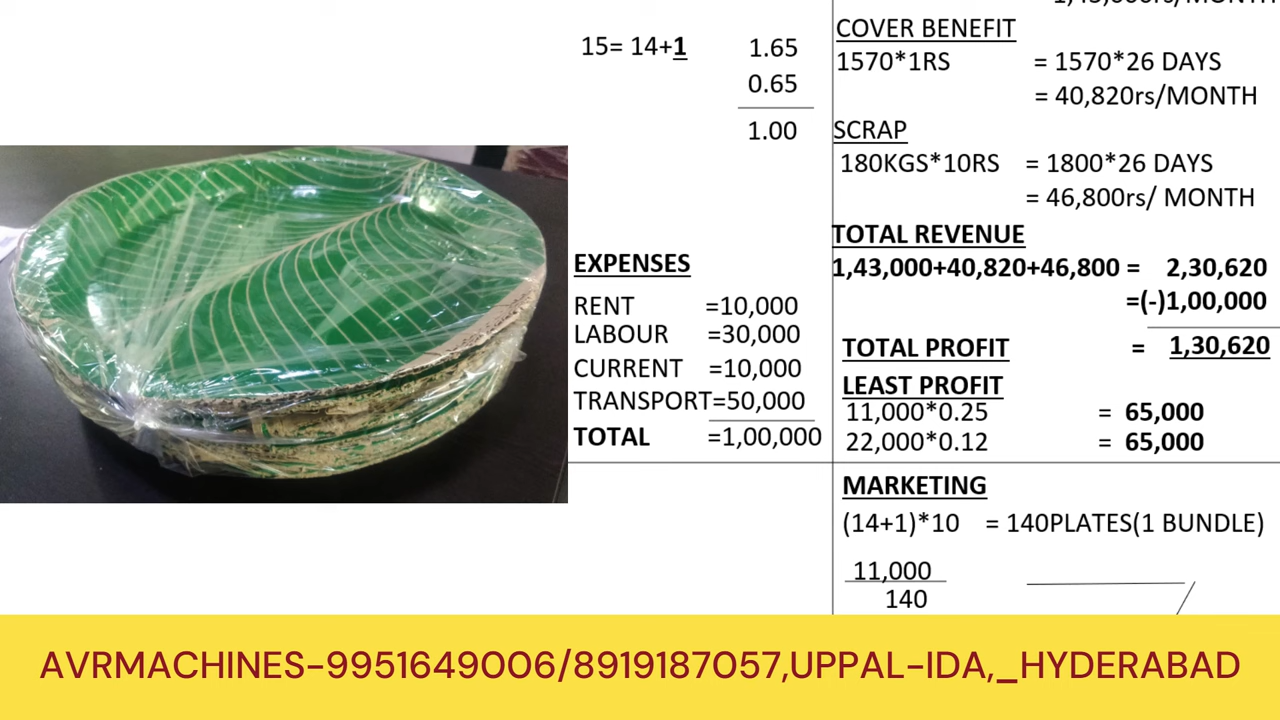 15= 14+1 1.65
0.65
1.00
EXPENSES
RENT =10,000
LABOUR =30,000
CURRENT =10,000
TRANSPORT=50,000
TOTAL =1,00,000
COVER BENEFIT
1570*1RS = 1570*26 DAYS
= 40,820rs/MONTH
SCRAP
180KGS*10RS = 1800*26 DAYS
= 46,800rs/ MONTH
TOTAL REVENUE
1,43,000+40,820+46,800 = 2,30,620
=(-)1,00,000
TOTAL PROFIT = 1,30,620
LEAST PROFIT
11,000*0.25 = 65,000
22,000*0.12 = 65,000
MARKETING
(14+1)*10 = 140PLATES(1 BUNDLE)
11,000
140
AVRMACHINES-9951649006/8919187057,UPPAL-IDA,_HYDERABAD